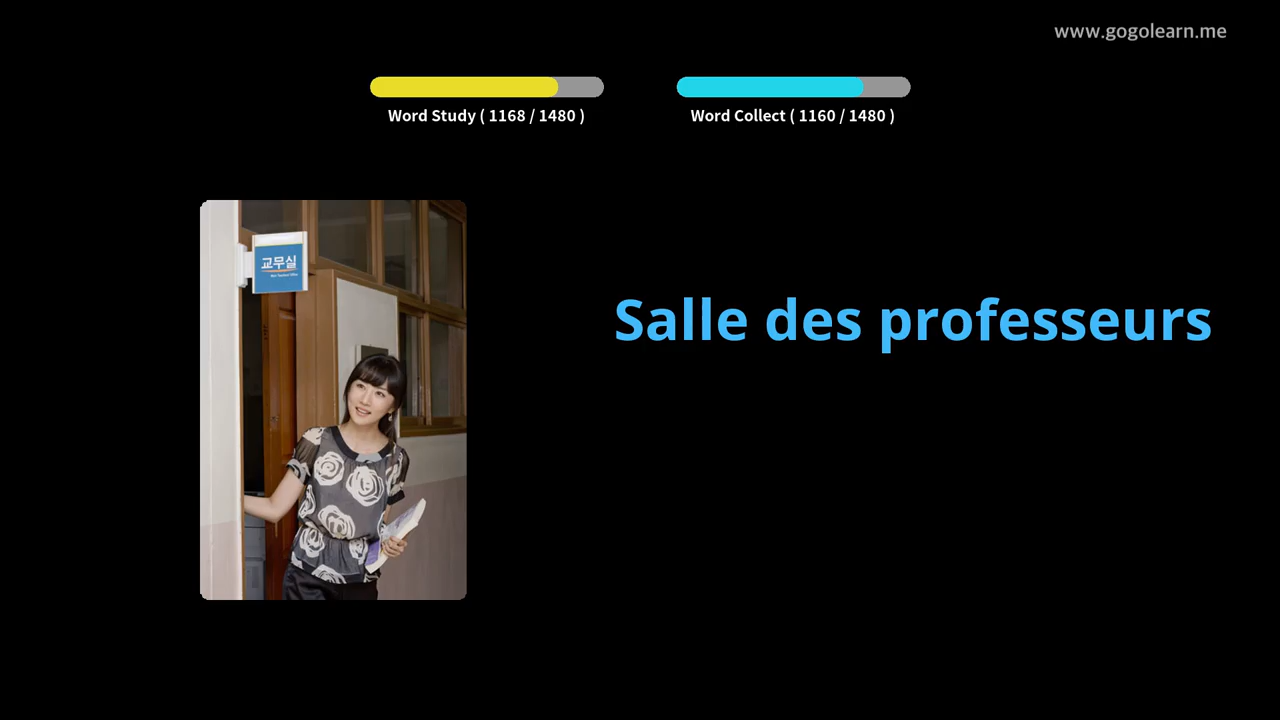 www.gogolearn.me
Word Study ( 1168 / 1480 )
Word Collect ( 1160 / 1480 )
교무실
Salle des professeurs